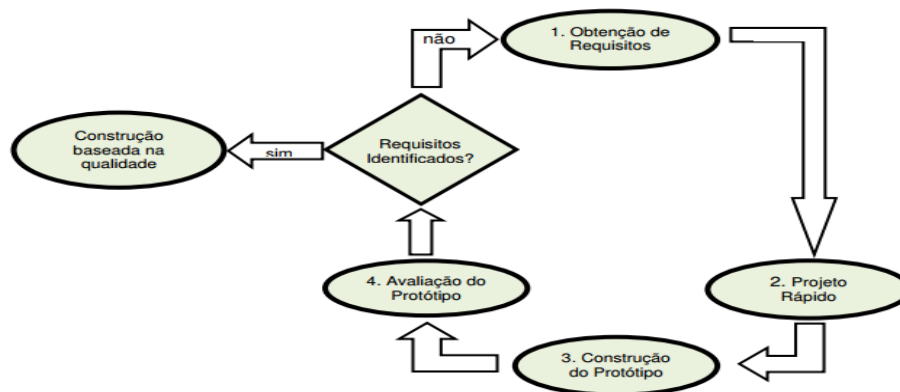 não
1. Obtenção de
Requisitos
Construção
baseada na
qualidade
sim
Requisitos
Identificados?
4. Avaliação do
Protótipo
2. Projeto
Rápido
3. Construção
do Protótipo